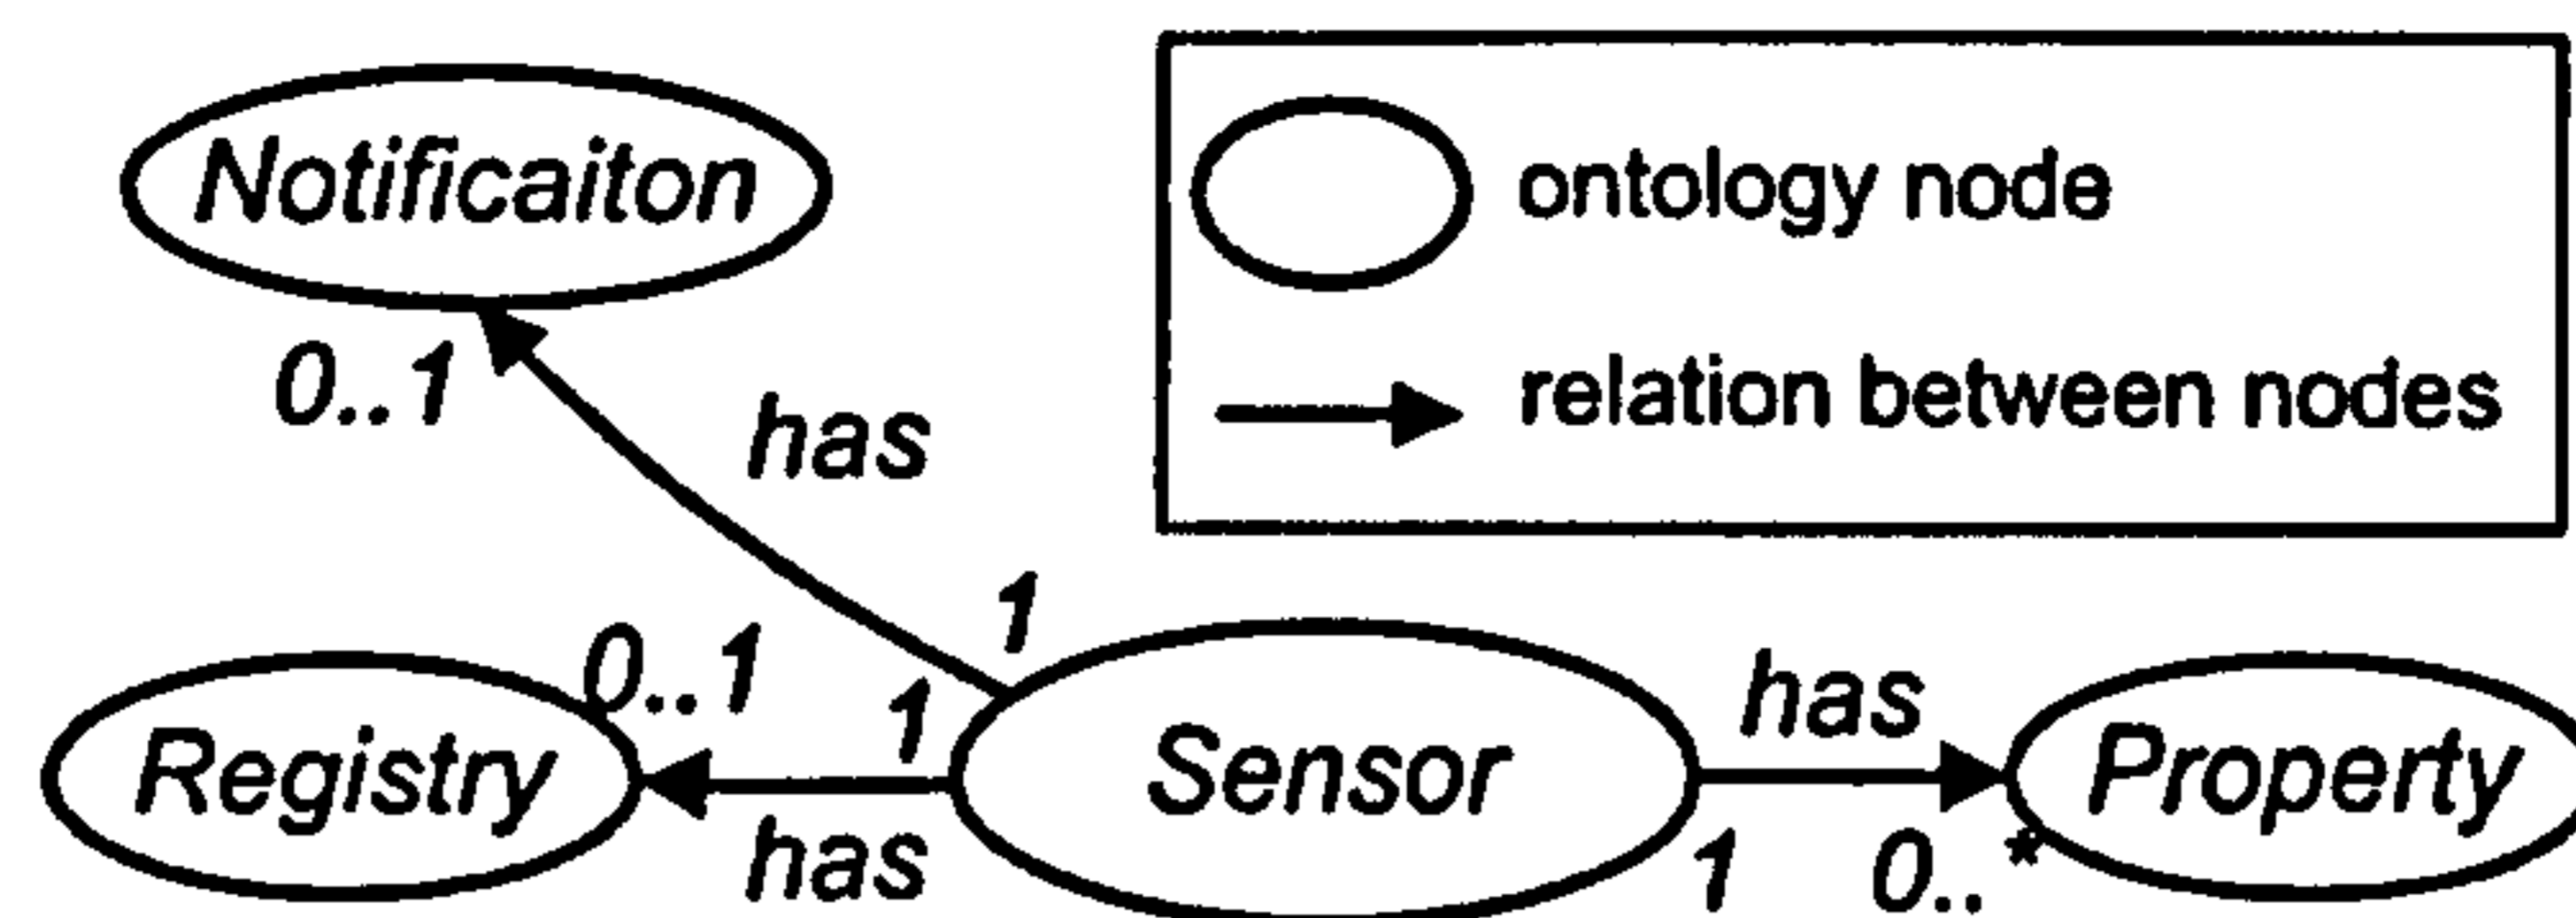 Notificaiton
ontology node
relation between nodes
0..1
has
1
0..1
1
has
Registry
Sensor
Property
has
1
0..*